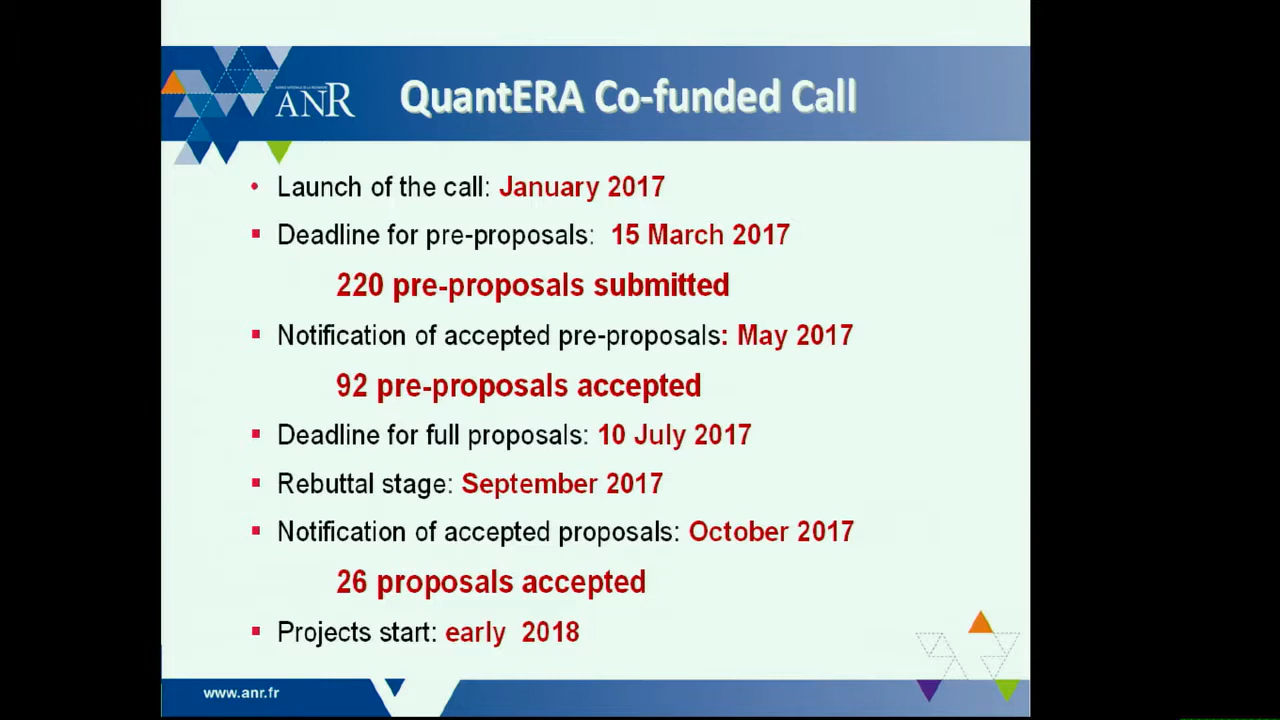 ANR
QuantERA Co-funded Call
• Launch of the call: January 2017
▪ Deadline for pre-proposals: 15 March 2017
220 pre-proposals submitted
▪ Notification of accepted pre-proposals: May 2017
92 pre-proposals accepted
▪ Deadline for full proposals: 10 July 2017
▪ Rebuttal stage: September 2017
▪ Notification of accepted proposals: October 2017
26 proposals accepted
▪ Projects start: early 2018
www.anr.fr